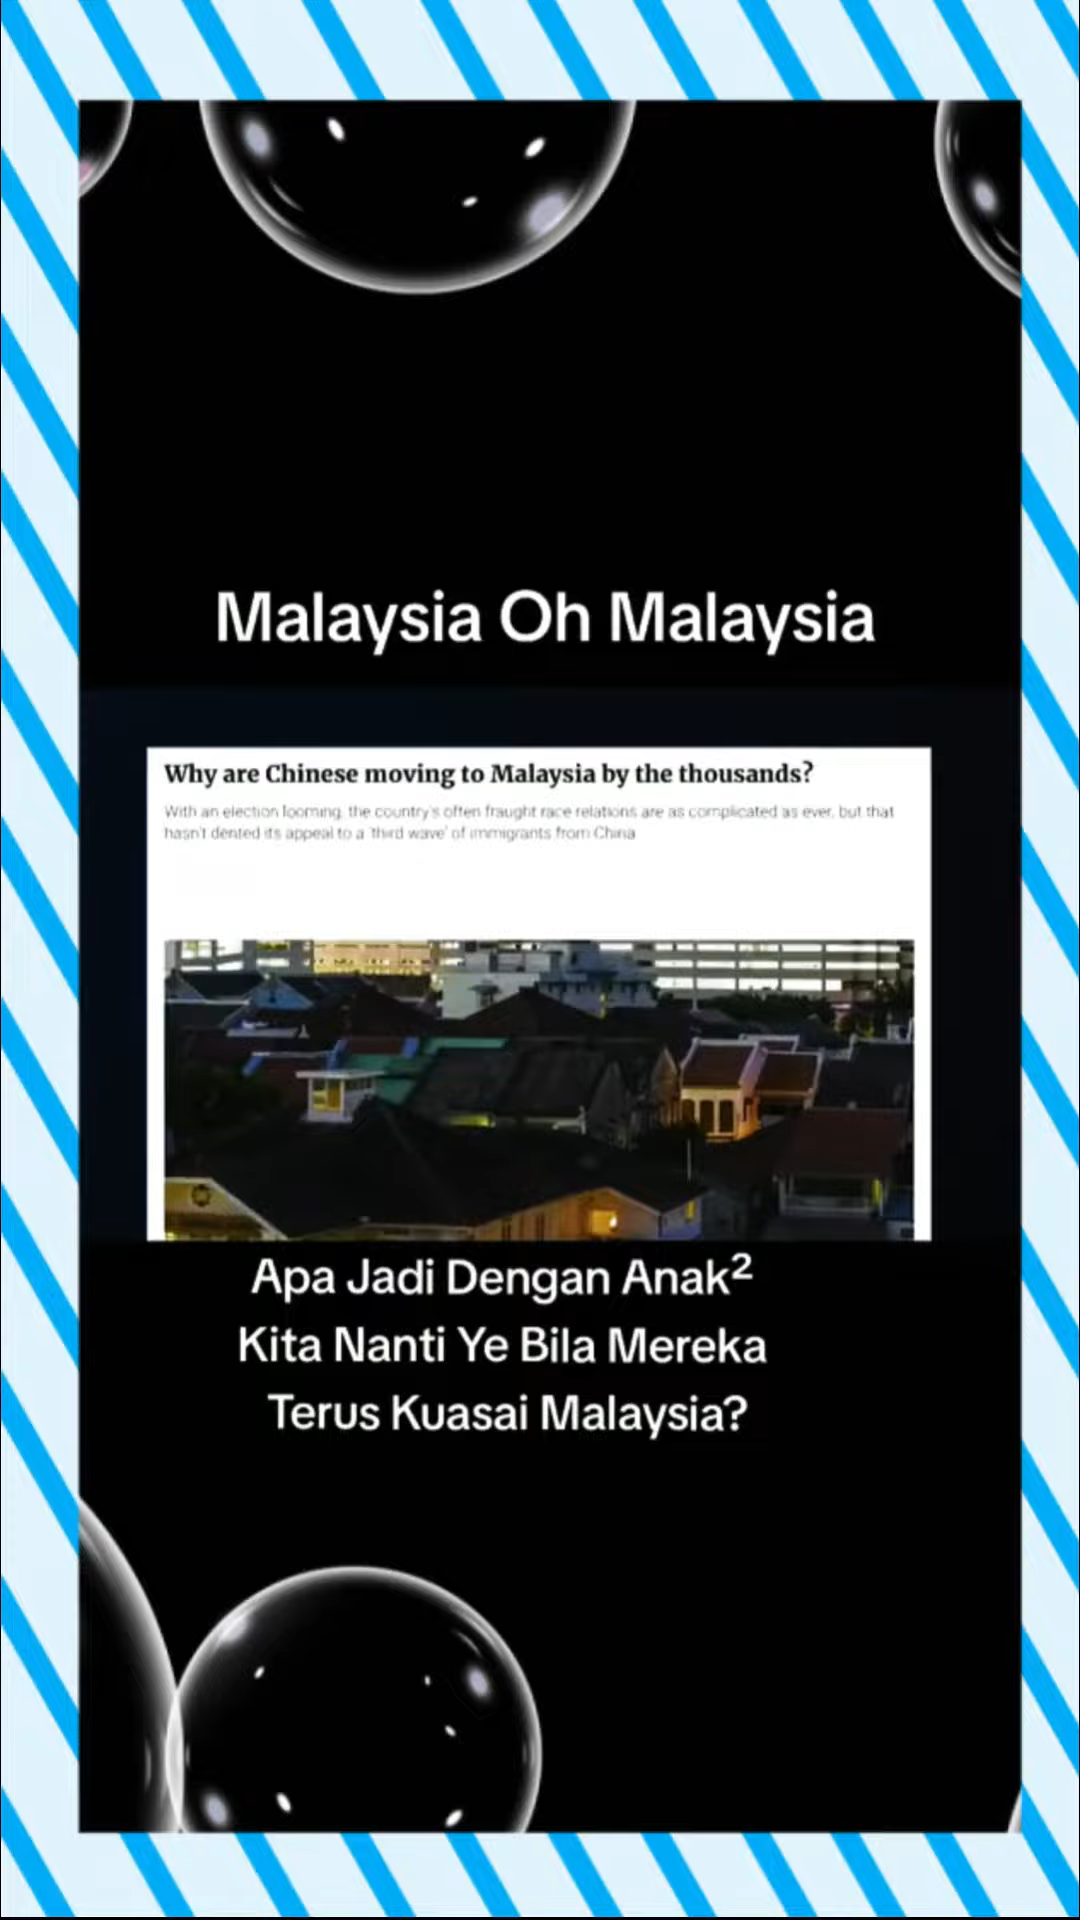 Malaysia Oh Malaysia
Why are Chinese moving to Malaysia by the thousands?
With an election looming, the country's often fraught race relations are as complicated as ever, but that
hasn't dented its appeal to a 'third wave' of immigrants from China
Apa Jadi Dengan Anak²
Kita Nanti Ye Bila Mereka
Terus Kuasai Malaysia?